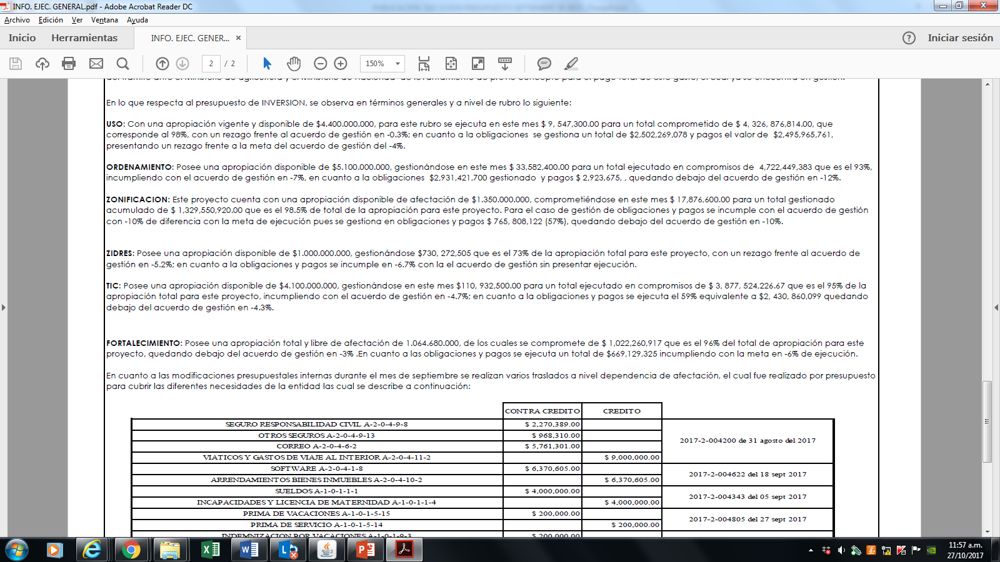 INFO. EJEC. GENERAL.pdf - Adobe Acrobat Reader DC
Archivo Edición Ver Ventana Ayuda
Inicio Herramientas INFO. EJEC. GENER... × ? Iniciar sesión
2 / 2 150%
del trámite ante el Ministerio de agricultura y el Ministerio de Hacienda de levantamiento de previo concepto para el pago total de este gasto, el cual ya se encuentra en gestión.
En lo que respecta al presupuesto de INVERSION, se observa en términos generales y a nivel de rubro lo siguiente:
USO: Con una apropiación vigente y disponible de $4.400.000.000, para este rubro se ejecuta en este mes $ 9, 547,300.00 para un total comprometido de $ 4, 326, 876,814.00, que
corresponde al 98%, con un rezago frente al acuerdo de gestión en -0.3%; en cuanto a la obligaciones se gestiona un total de $2,502,269,078 y pagos el valor de $2,495,965,761,
presentando un rezago frente a la meta del acuerdo de gestión del -4%.
ORDENAMIENTO: Posee una apropiación disponible de $5.100.000.000, gestionándose en este mes $ 33,582,400.00 para un total ejecutado en compromisos de 4,722,449,383 que es el 93%,
incumpliendo con el acuerdo de gestión en -7%, en cuanto a la obligaciones $2,931,421,700 gestionado y pagos $ 2,923,675, , quedando debajo del acuerdo de gestión en -12%.
ZONIFICACION: Este proyecto cuenta con una apropiación disponible de afectación de $1.350.000.000, comprometiéndose en este mes $ 17,876,600.00 para un total gestionado
acumulado de $ 1,329,550,920.00 que es el 98.5% de total de la apropiación para este proyecto. Para el caso de gestión de obligaciones y pagos se incumple con el acuerdo de gestión
con -10% de diferencia con la meta de ejecución pues se gestiona en obligaciones y pagos $ 765, 808,122 (57%), quedando debajo del acuerdo de gestión en -10%.
ZIDRES: Posee una apropiación disponible de $1.000.000.000, gestionándose $730, 272,505 que es el 73% de la apropiación total para este proyecto, con un rezago frente al acuerdo de
gestión en -5.2%; en cuanto a la obligaciones y pagos se incumple en -6.7% con la el acuerdo de gestión sin presentar ejecución.
TIC: Posee una apropiación disponible de $4.100.000.000, gestionándose en este mes $110, 932,500.00 para un total ejecutado en compromisos de $ 3, 877, 524,226.67 que es el 95% de la
apropiación total para este proyecto, incumpliendo con el acuerdo de gestión en -4.7%; en cuanto a la obligaciones y pagos se ejecuta el 59% equivalente a $2, 430, 860,099 quedando
debajo del acuerdo de gestión en -4.3%.
FORTALECIMIENTO: Posee una apropiación total y libre de afectación de 1.064.680.000, de los cuales se compromete de $ 1,022,260,917 que es el 96% del total de apropiación para este
proyecto, quedando debajo del acuerdo de gestión en -3% .En cuanto a las obligaciones y pagos se ejecuta un total de $669,129,325 incumpliendo con la meta en -6% de ejecución.
En cuanto a las modificaciones presupuestales internas durante el mes de septiembre se realizan varios traslados a nivel dependencia de afectación, el cual fue realizado por presupuesto
para cubrir las diferentes necesidades de la entidad las cual se describe a continuación:
CONTRA CREDITO CREDITO
SEGURO RESPONSABILIDAD CIVIL A-2-0-4-9-8 $ 2,270,389.00
OTROS SEGUROS A-2-0-4-9-13 $ 968,310.00
CORREO A-2-0-4-6-2 $ 5,761,301.00
VIATICOS Y GASTOS DE VIAJE AL INTERIOR A-2-0-4-11-2 $ 9,000,000.00
2017-2-004200 de 31 agosto del 2017
SOFTWARE A-2-0-4-1-8 $ 6,370,605.00
ARRENDAMIENTOS BIENES INMUEBLES A-2-0-4-10-2 $ 6,370,605.00
2017-2-004622 del 18 sept 2017
SUELDOS A-1-0-1-1-1 $ 4,000,000.00
INCAPACIDADES Y LICENCIA DE MATERNIDAD A-1-0-1-1-4 $ 4,000,000.00
2017-2-004343 del 05 sept 2017
PRIMA DE VACACIONES A-1-0-1-5-15 $ 200,000.00
PRIMA DE SERVICIO A-1-0-1-5-14 $ 200,000.00
2017-2-004805 del 27 sept 2017
INDEMNIZACION POR VACACIONES A-1-0-1-9-3 $ 200,000.00
11:57 a.m.
27/10/2017